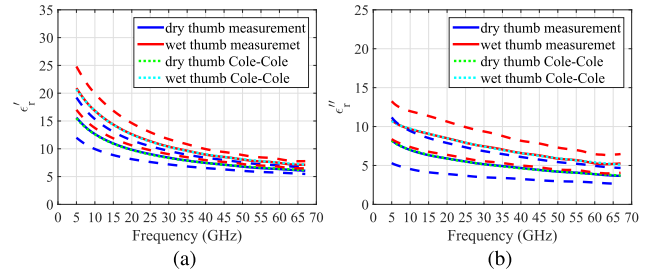 35
30
25
20
15
10
5
0
ϵ′r
dry thumb measurement
wet thumb measuremet
dry thumb Cole-Cole
wet thumb Cole-Cole
0 5 10 15 20 25 30 35 40 45 50 55 60 65 70
Frequency (GHz)
(a)
25
20
15
10
5
0
ϵ″r
dry thumb measurement
wet thumb measuremet
dry thumb Cole-Cole
wet thumb Cole-Cole
0 5 10 15 20 25 30 35 40 45 50 55 60 65 70
Frequency (GHz)
(b)